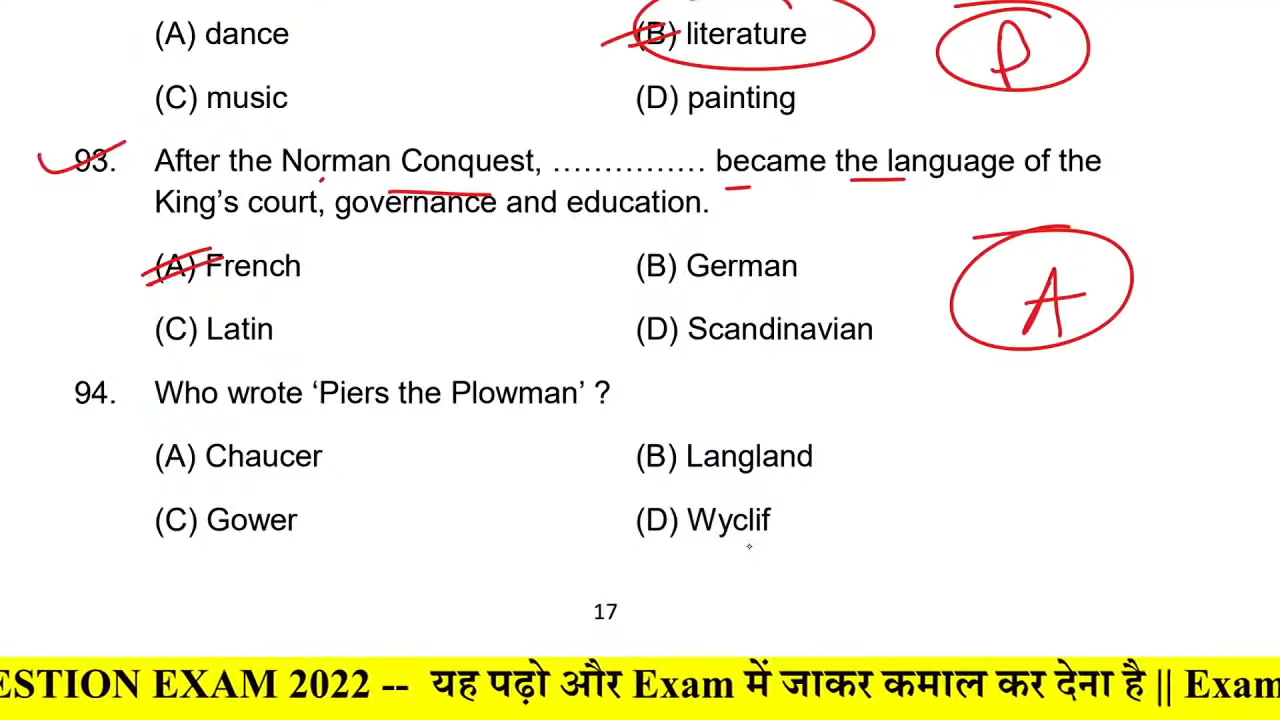 (A) dance (B) literature
(C) music (D) painting
93. After the Norman Conquest, …………… became the language of the
King’s court, governance and education.
(A) French (B) German
A
(C) Latin (D) Scandinavian
94. Who wrote ‘Piers the Plowman’ ?
(A) Chaucer (B) Langland
(C) Gower (D) Wyclif
17
ESTION EXAM 2022 -- यह पढ़ो और Exam में जाकर कमाल कर देना है || Exam